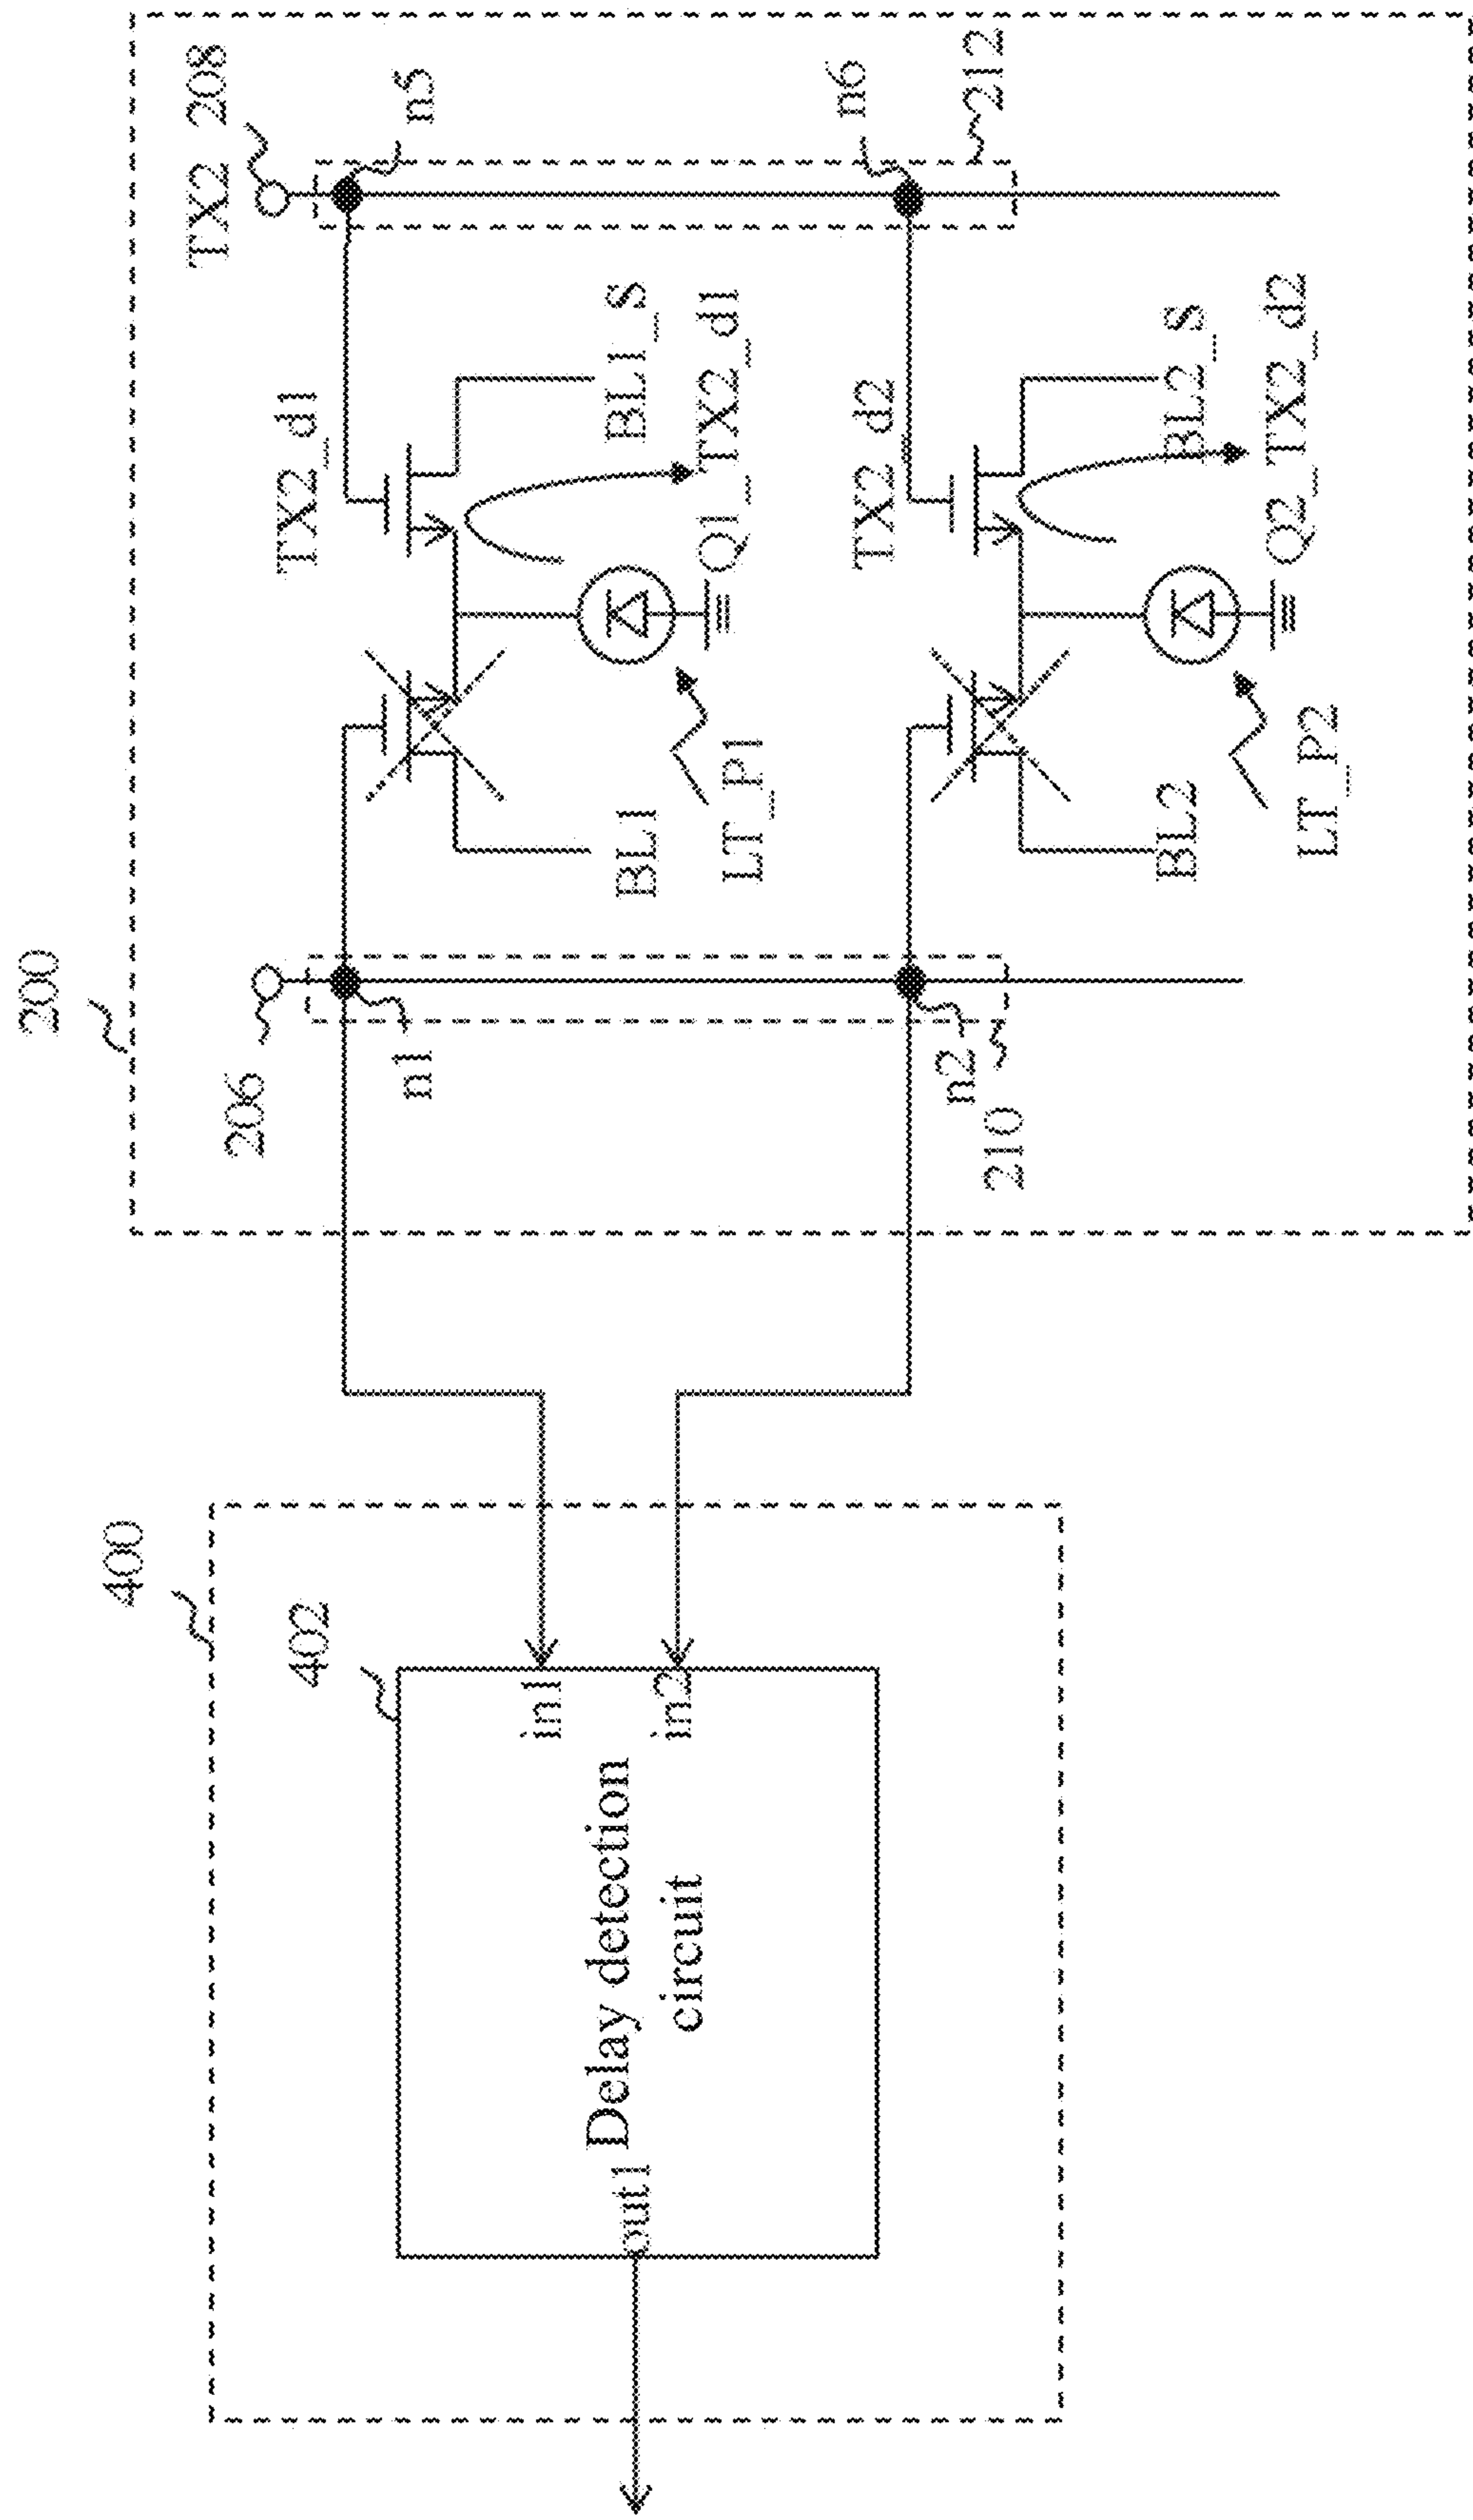 200
206
TX2 208
n5
TX2_d1
n1
BL1
BL1_S
LT_P1
Q1_TX2_d1
n6
TX2_d2
212
n2
210
BL2
BL2_S
LT_P2
Q2_TX2_d2
400
402
in1
in2
Delay detection
circuit
out1